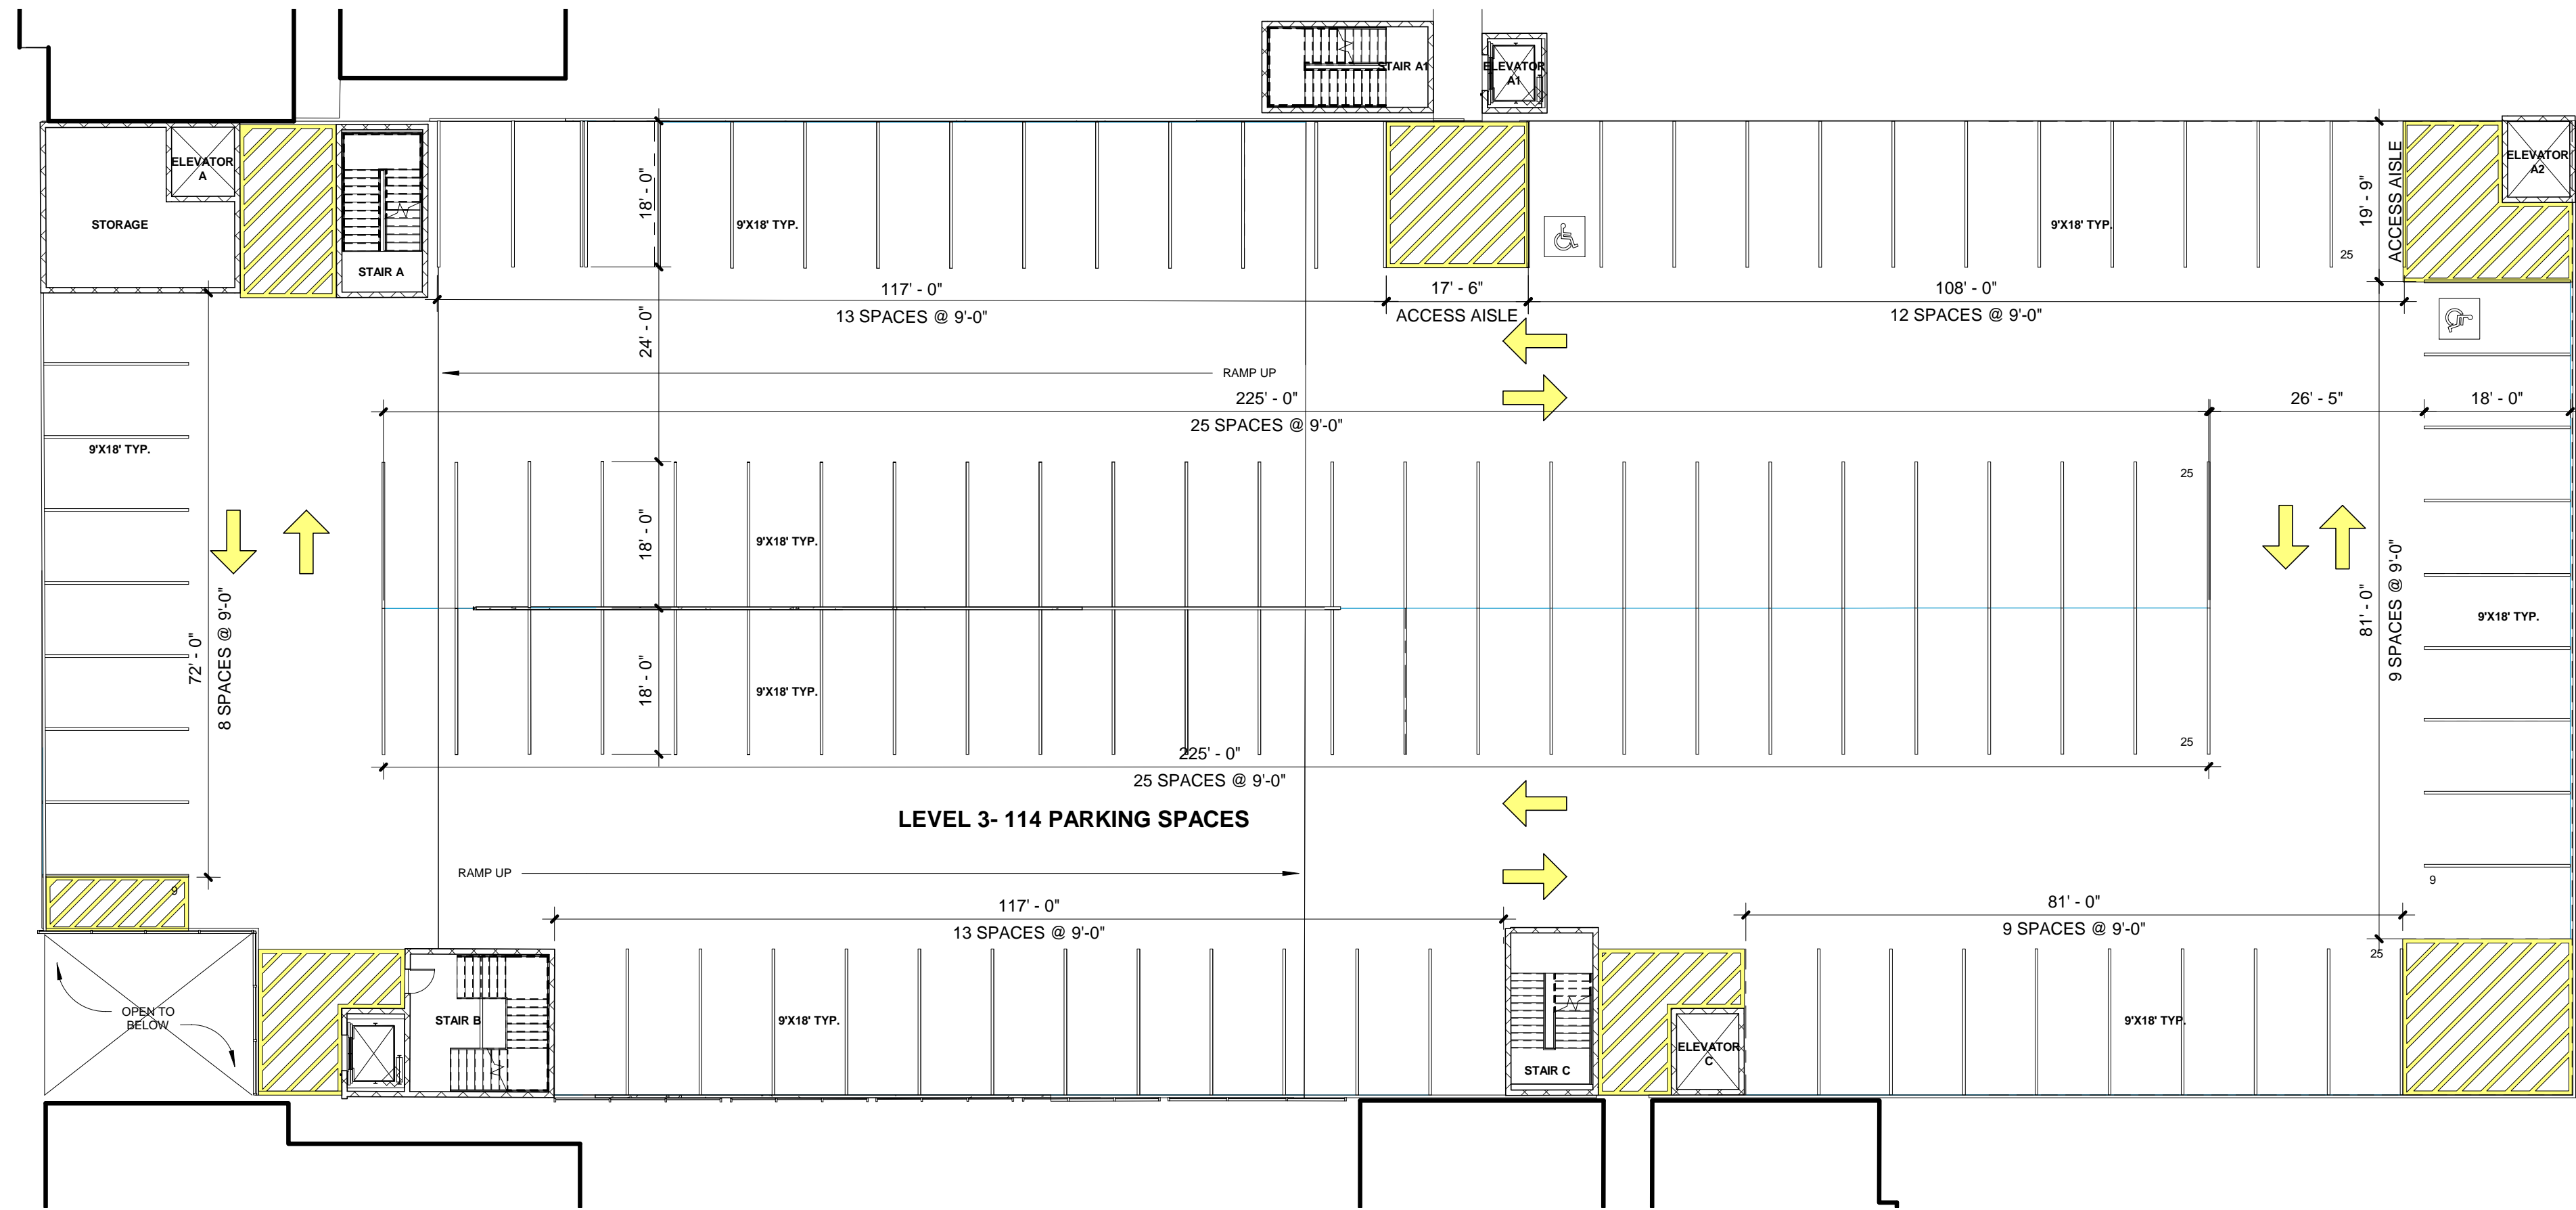 STAIR A1
ELEVATOR
A1
ELEVATOR
A
STORAGE
STAIR A
18' - 0"
9'X18' TYP.
9'X18' TYP.
19' - 9"
ACCESS AISLE
ELEVATOR
A2
25
117' - 0"
13 SPACES @ 9'-0"
17' - 6"
ACCESS AISLE
108' - 0"
12 SPACES @ 9'-0"
24' - 0"
RAMP UP
225' - 0"
25 SPACES @ 9'-0"
26' - 5"
18' - 0"
9'X18' TYP.
25
18' - 0"
9'X18' TYP.
72' - 0"
8 SPACES @ 9'-0"
81' - 0"
9 SPACES @ 9'-0"
9'X18' TYP.
18' - 0"
9'X18' TYP.
25
225' - 0"
25 SPACES @ 9'-0"
LEVEL 3- 114 PARKING SPACES
RAMP UP
9
9
117' - 0"
13 SPACES @ 9'-0"
81' - 0"
9 SPACES @ 9'-0"
25
OPEN TO
BELOW
STAIR B
9'X18' TYP.
STAIR C
ELEVATOR
C
9'X18' TYP.